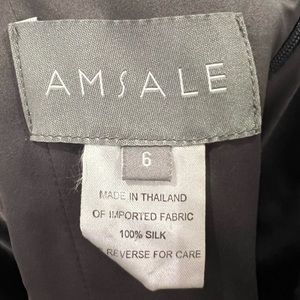 AMSALE
6
MADE IN THAILAND
OF IMPORTED FABRIC
100% SILK
REVERSE FOR CARE